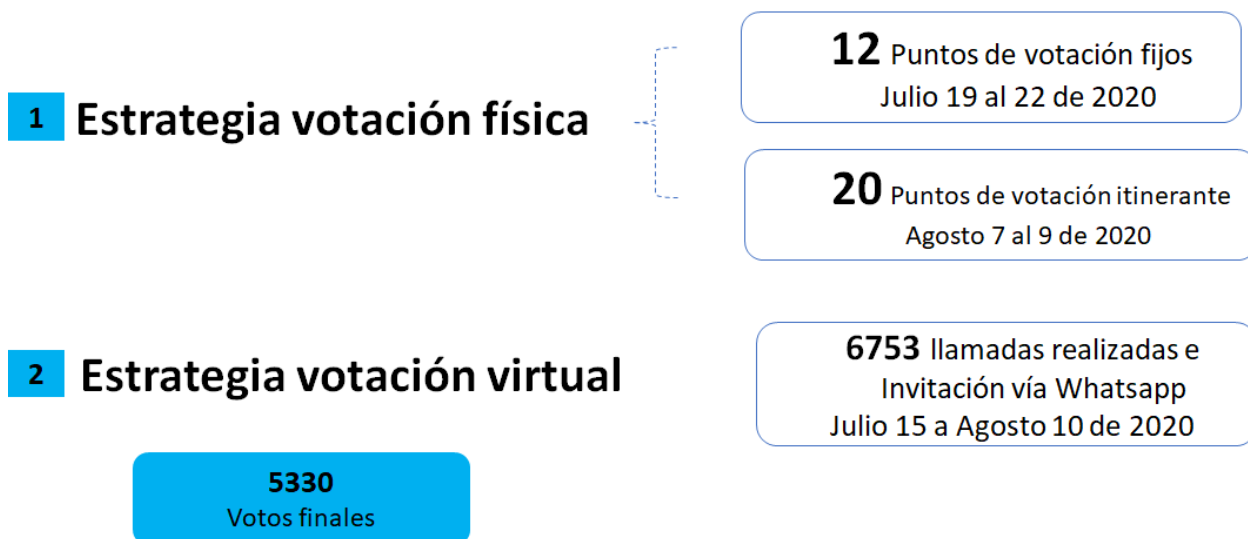 1 Estrategia votación física
12 Puntos de votación fijos
Julio 19 al 22 de 2020
20 Puntos de votación itinerante
Agosto 7 al 9 de 2020
2 Estrategia votación virtual
6753 llamadas realizadas e
Invitación vía Whatsapp
Julio 15 a Agosto 10 de 2020
5330
Votos finales